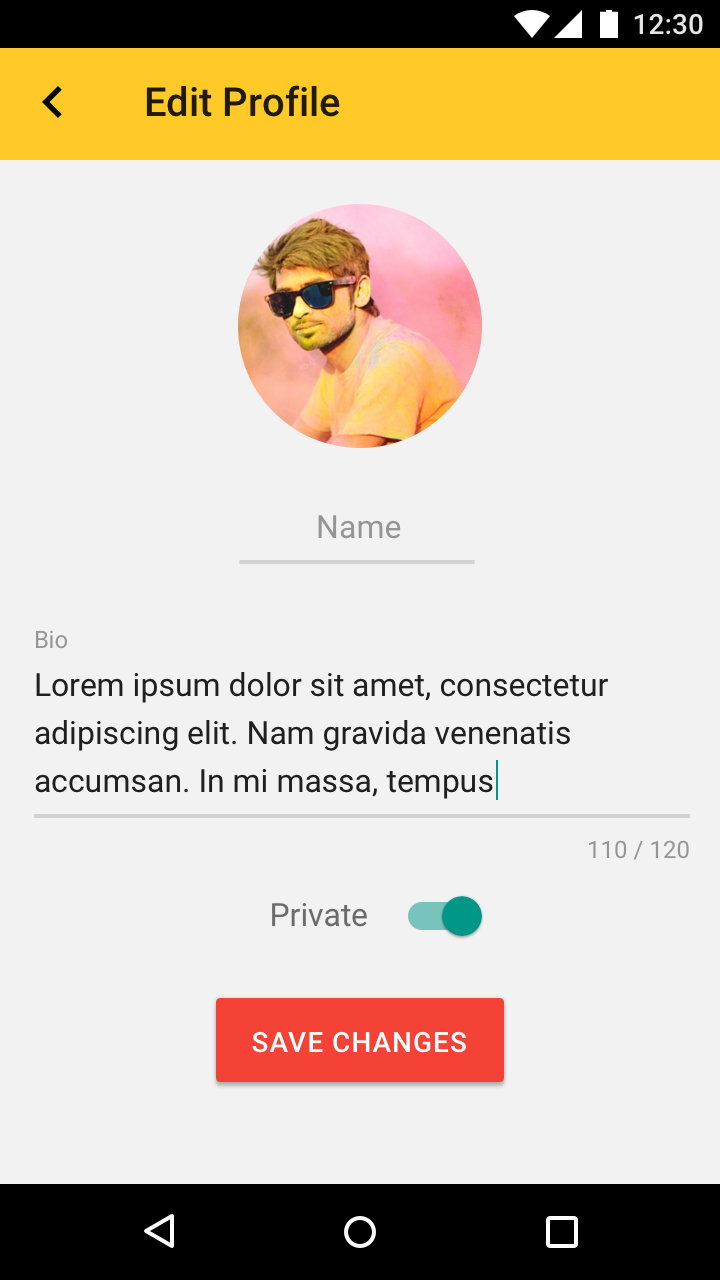 12:30
Edit Profile
Name
Bio
Lorem ipsum dolor sit amet, consectetur
adipiscing elit. Nam gravida venenatis
accumsan. In mi massa, tempus
110 / 120
Private
SAVE CHANGES